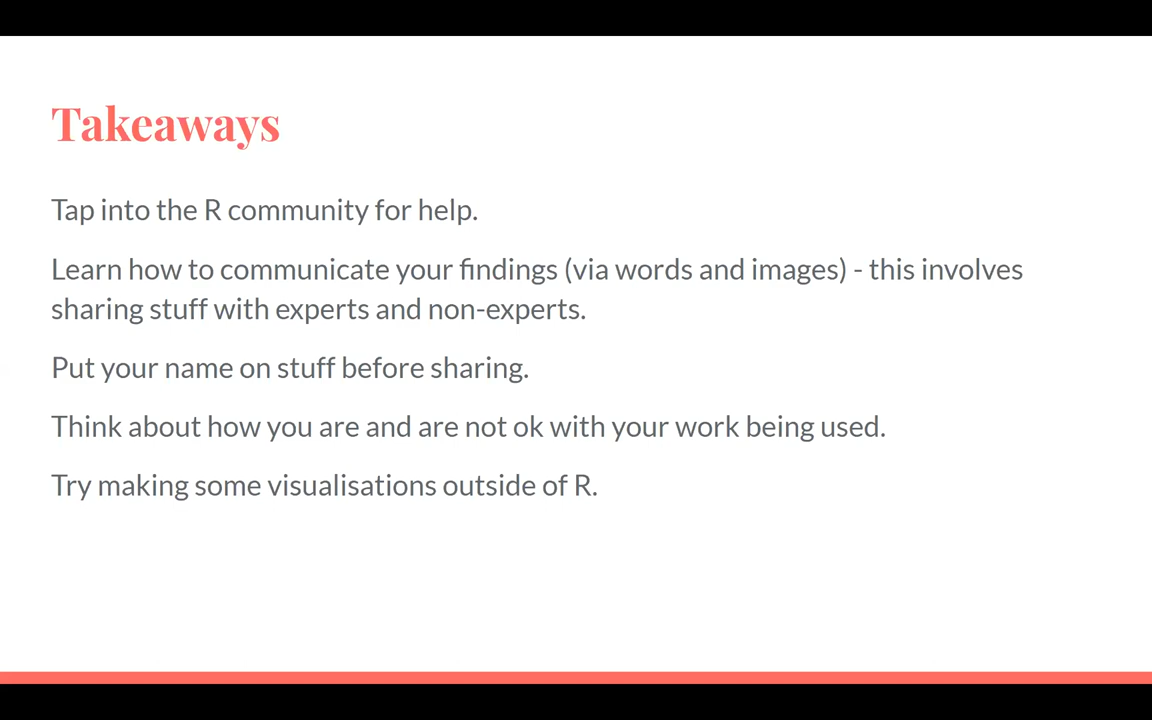 Takeaways
Tap into the R community for help.
Learn how to communicate your findings (via words and images) - this involves
sharing stuff with experts and non-experts.
Put your name on stuff before sharing.
Think about how you are and are not ok with your work being used.
Try making some visualisations outside of R.